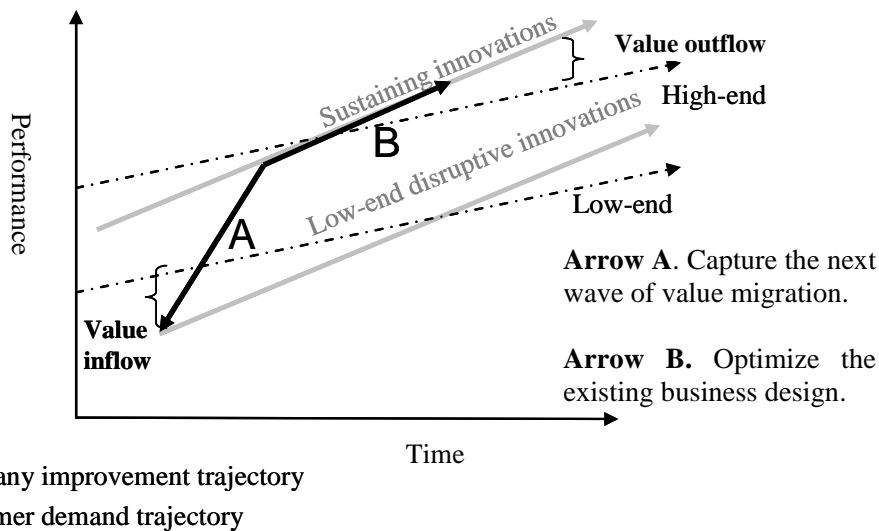 Sustaining innovations
Value outflow
High-end
Performance
B
Low-end disruptive innovations
Low-end
A
Arrow A. Capture the next
wave of value migration.
Value
inflow
Arrow B. Optimize the
existing business design.
Time
any improvement trajectory
mer demand trajectory